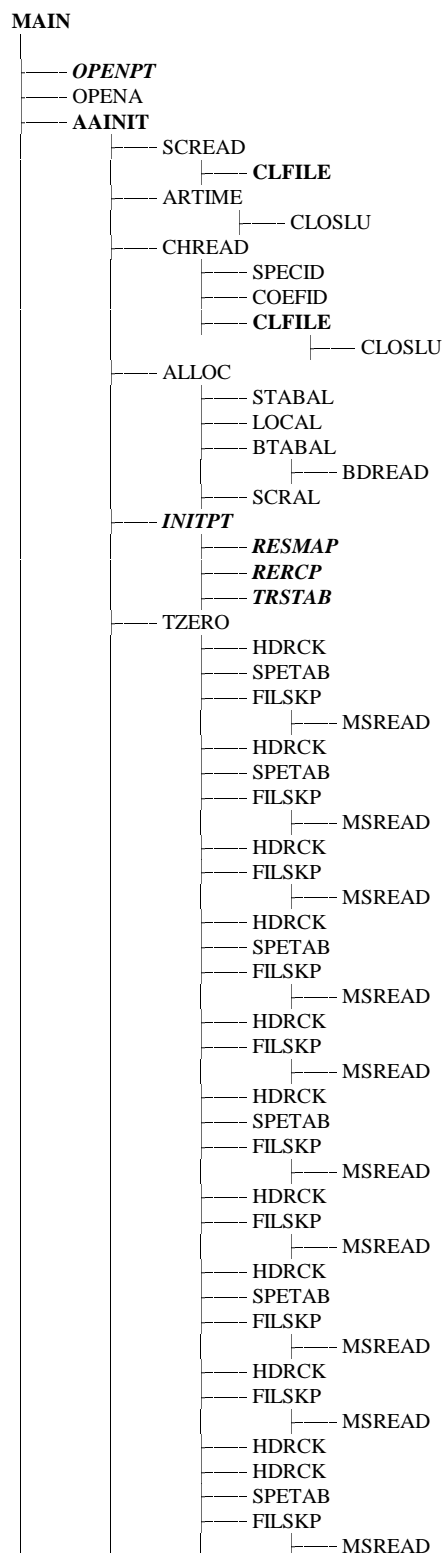 MAIN
OPENPT
OPENA
AAINIT
SCREAD
CLFILE
ARTIME
CLOSLU
CHREAD
SPECID
COEFID
CLFILE
CLOSLU
ALLOC
STABAL
LOCAL
BTABAL
BDREAD
SCRAL
INITPT
RESMAP
RERCP
TRSTAB
TZERO
HDRCK
SPETAB
FILSKP
MSREAD
HDRCK
SPETAB
FILSKP
MSREAD
HDRCK
FILSKP
MSREAD
HDRCK
SPETAB
FILSKP
MSREAD
HDRCK
FILSKP
MSREAD
HDRCK
SPETAB
FILSKP
MSREAD
HDRCK
FILSKP
MSREAD
HDRCK
SPETAB
FILSKP
MSREAD
HDRCK
FILSKP
MSREAD
HDRCK
HDRCK
SPETAB
FILSKP
MSREAD